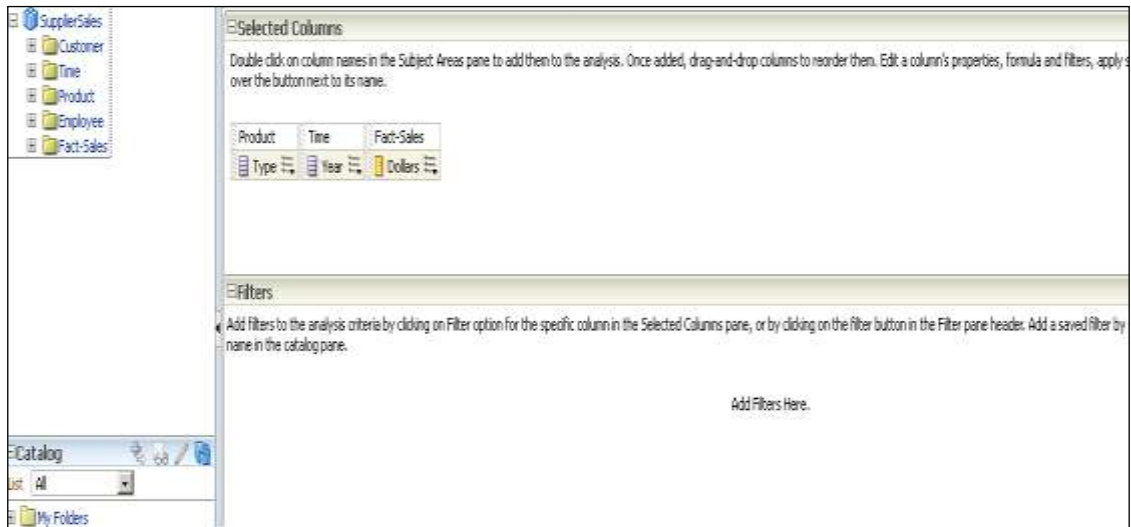 SupplierSales
Customer
Time
Product
Employee
Fact-Sales
Selected Columns
Double click on column names in the Subject Areas pane to add them to the analysis. Once added, drag-and-drop columns to reorder them. Edit a column's properties, formula and filters, apply s
over the button next to its name.
Product Time Fact-Sales
Type Year Dollars
Filters
Add filters to the analysis criteria by clicking on Filter option for the specific column in the Selected Columns pane, or by clicking on the filter button in the Filter pane header. Add a saved filter by
name in the catalog pane.
Add Filters Here.
Catalog
List All
My Folders